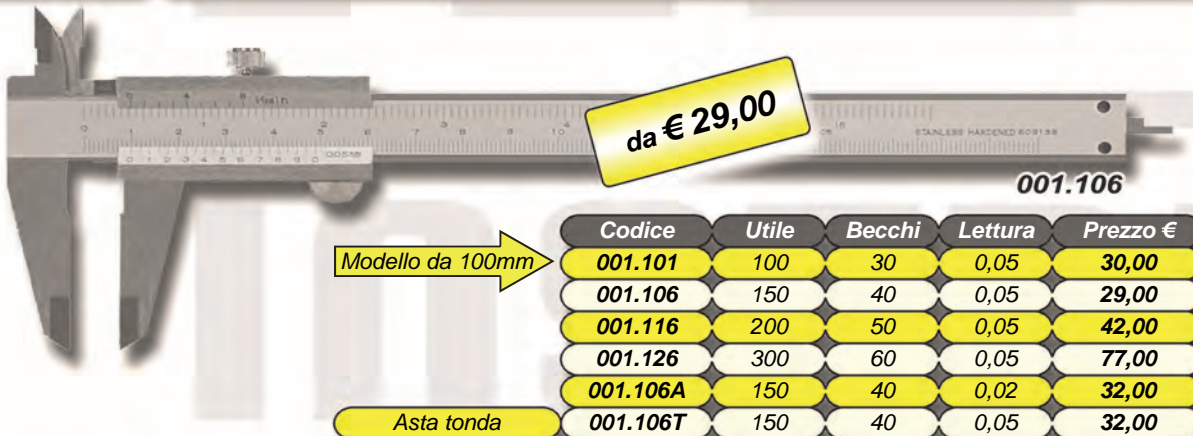 da € 29,00
STAINLESS HARDENED
001.106
Codice Utile Becchi Lettura Prezzo €
Modello da 100mm 001.101 100 30 0,05 30,00
001.106 150 40 0,05 29,00
001.116 200 50 0,05 42,00
001.126 300 60 0,05 77,00
001.106A 150 40 0,02 32,00
Asta tonda 001.106T 150 40 0,05 32,00